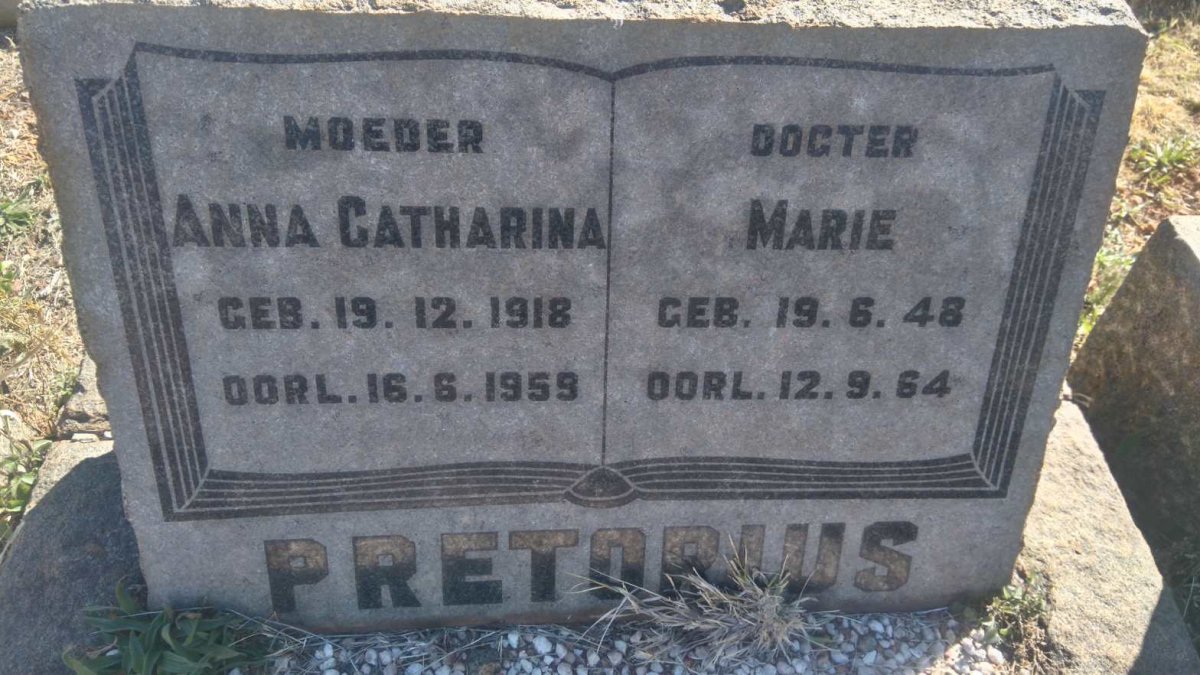 MOEDER
ANNA CATHARINA
GEB. 19. 12. 1918
OORL. 16. 6. 1959
DOGTER
MARIE
GEB. 19. 6. 48
OORL. 12. 9. 64
PRETORIUS